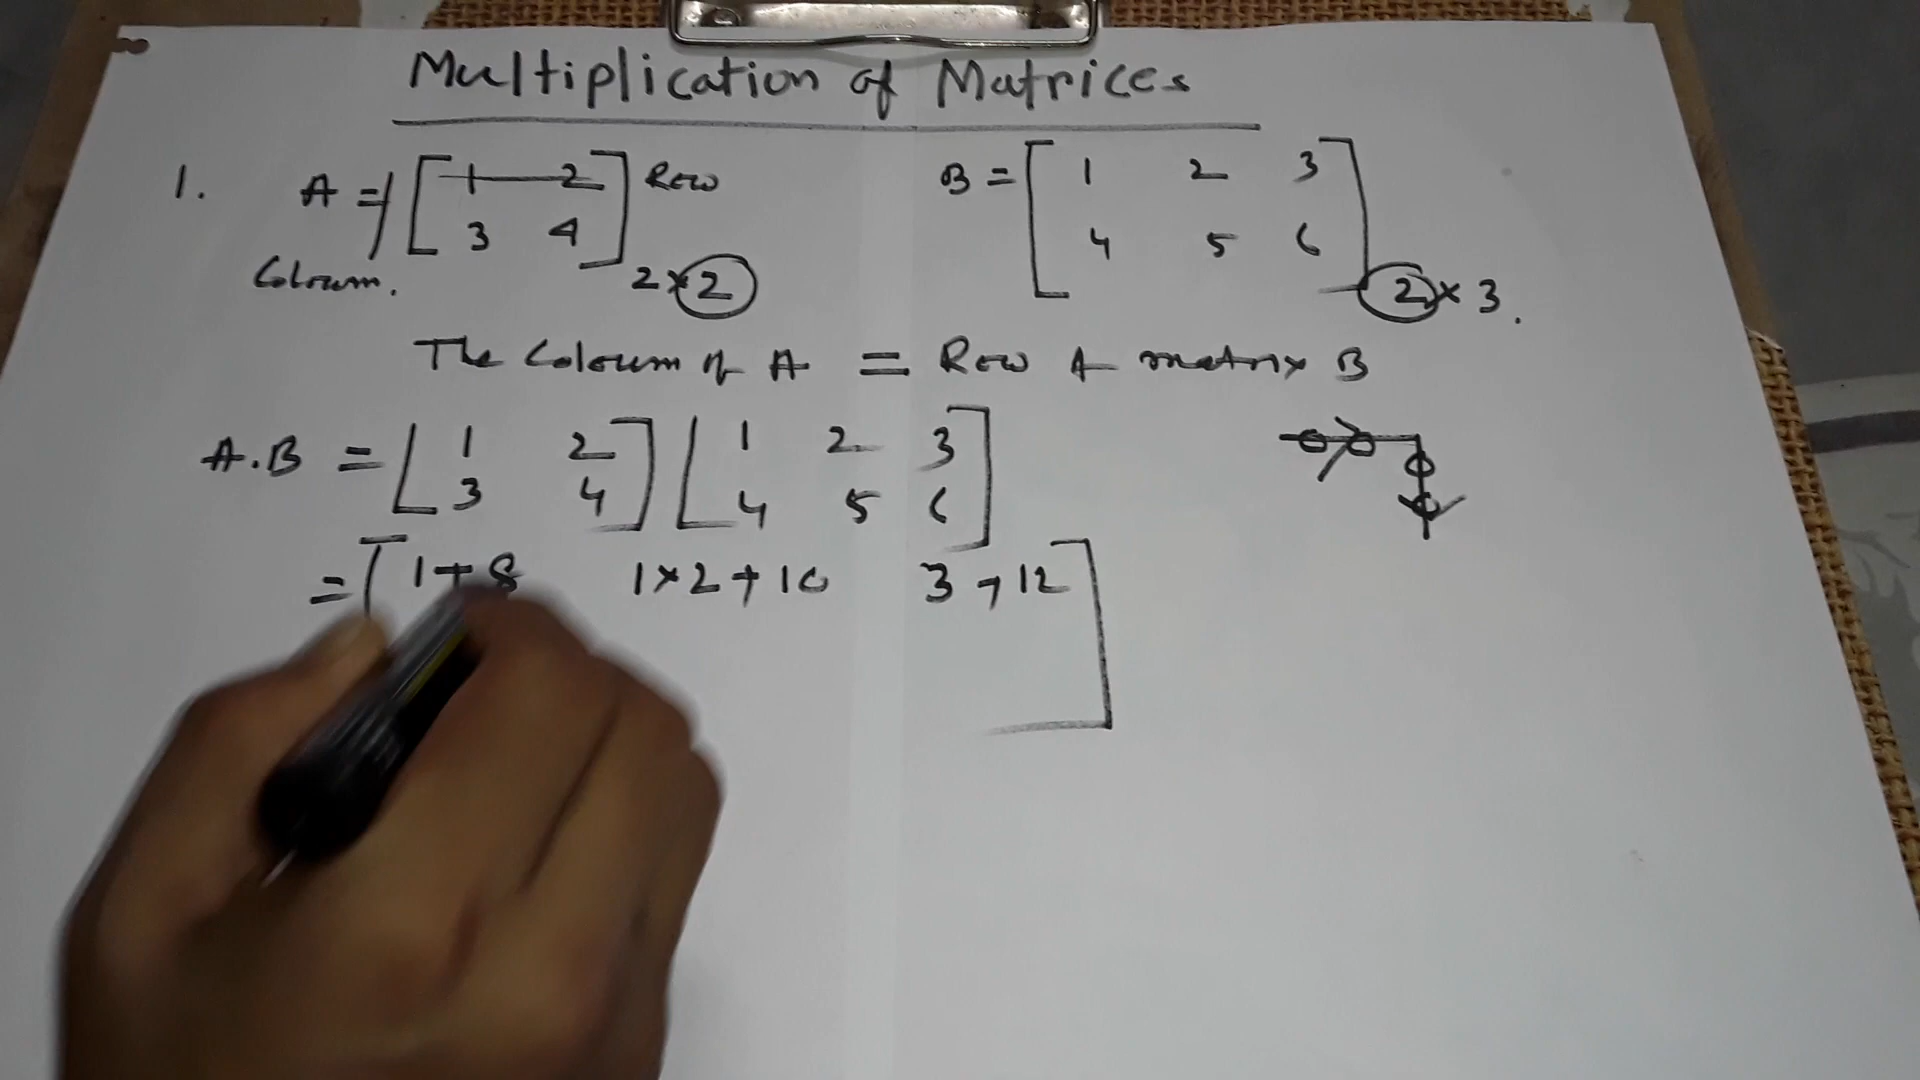 Multiplication of Matrices
1. A = [ 1 2 ] Row B = [ 1 2 3 ]
3 4 4 5 6
Coloum. 2×2 2×3.
The Coloum of A = Row of matrix B
A.B = [ 1 2 ] [ 1 2 3 ]
3 4 4 5 6
= [ 1+8 1×2+10 3+12 ]